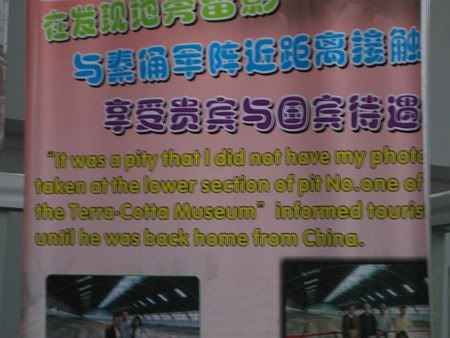 在发现地旁留影
与秦俑军阵近距离接触
享受贵宾与国宾待遇
"It was a pity that I did not have my photo
taken at the lower section of pit No.one of
the Terra-Cotta Museum" informed touris
until he was back home from China.